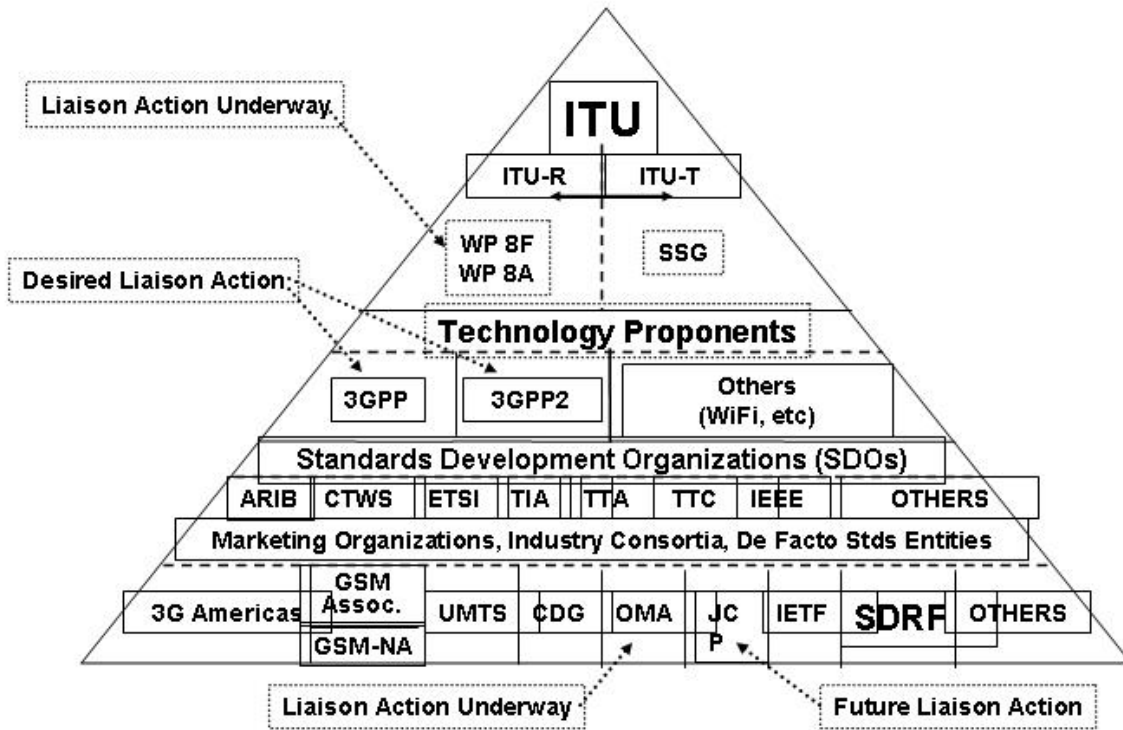 ITU
Liaison Action Underway.
ITU-R ITU-T
WP 8F
WP 8A
SSG
Desired Liaison Action
Technology Proponents
3GPP 3GPP2 Others
(WiFi, etc)
Standards Development Organizations (SDOs)
ARIB CTWS ETSI TIA TTA TTC IEEE OTHERS
Marketing Organizations, Industry Consortia, De Facto Stds Entities
3G Americas
GSM
Assoc.
GSM-NA
UMTS CDG OMA
JC
P
IETF SDRF OTHERS
Liaison Action Underway
Future Liaison Action